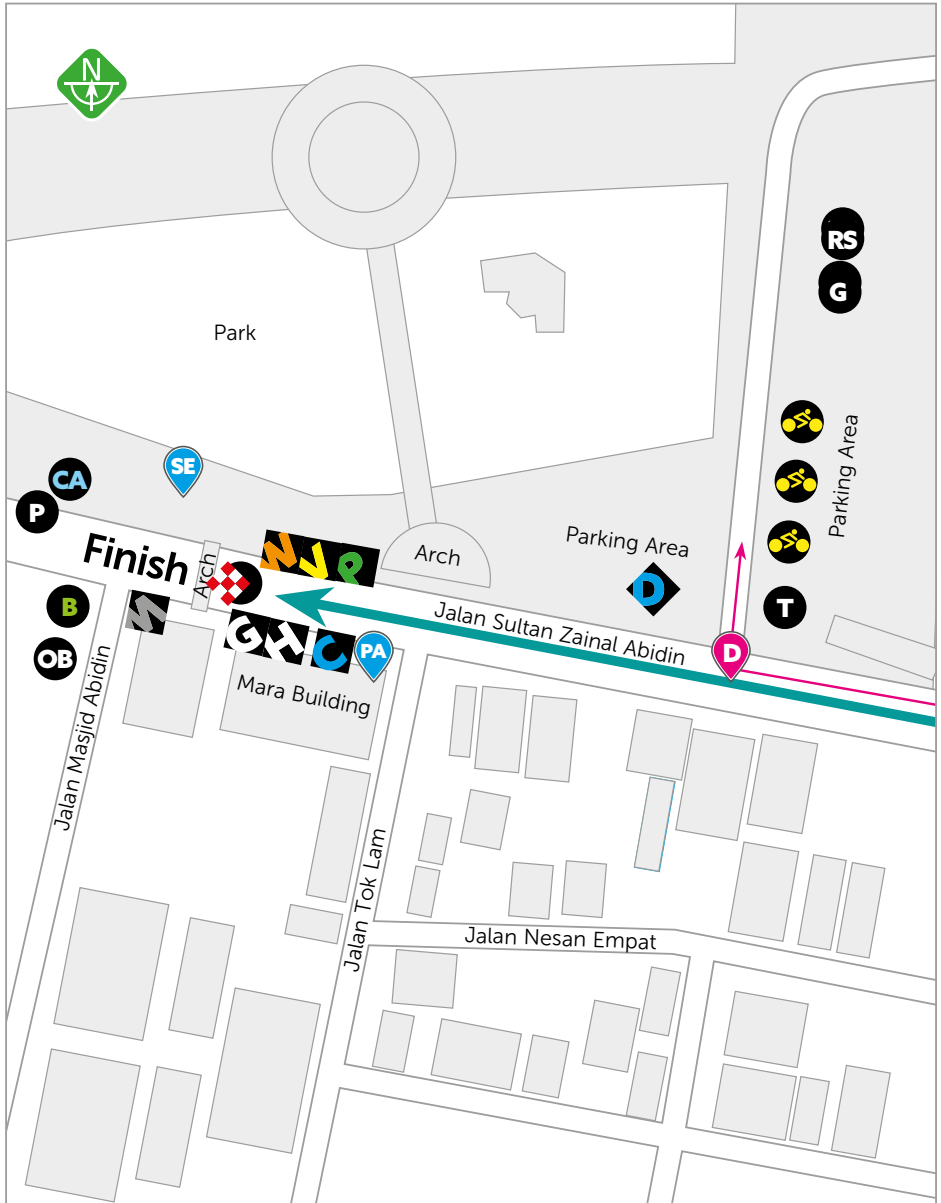 N
RS
G
Park
SE
CA
P
Parking Area
Parking Area
Arch
N
V
R
Finish
Arch
D
T
B
M
G
H
C
PA
Jalan Sultan Zainal Abidin
D
OB
Mara Building
Jalan Masjid Abidin
Jalan Tok Lam
Jalan Nesan Empat